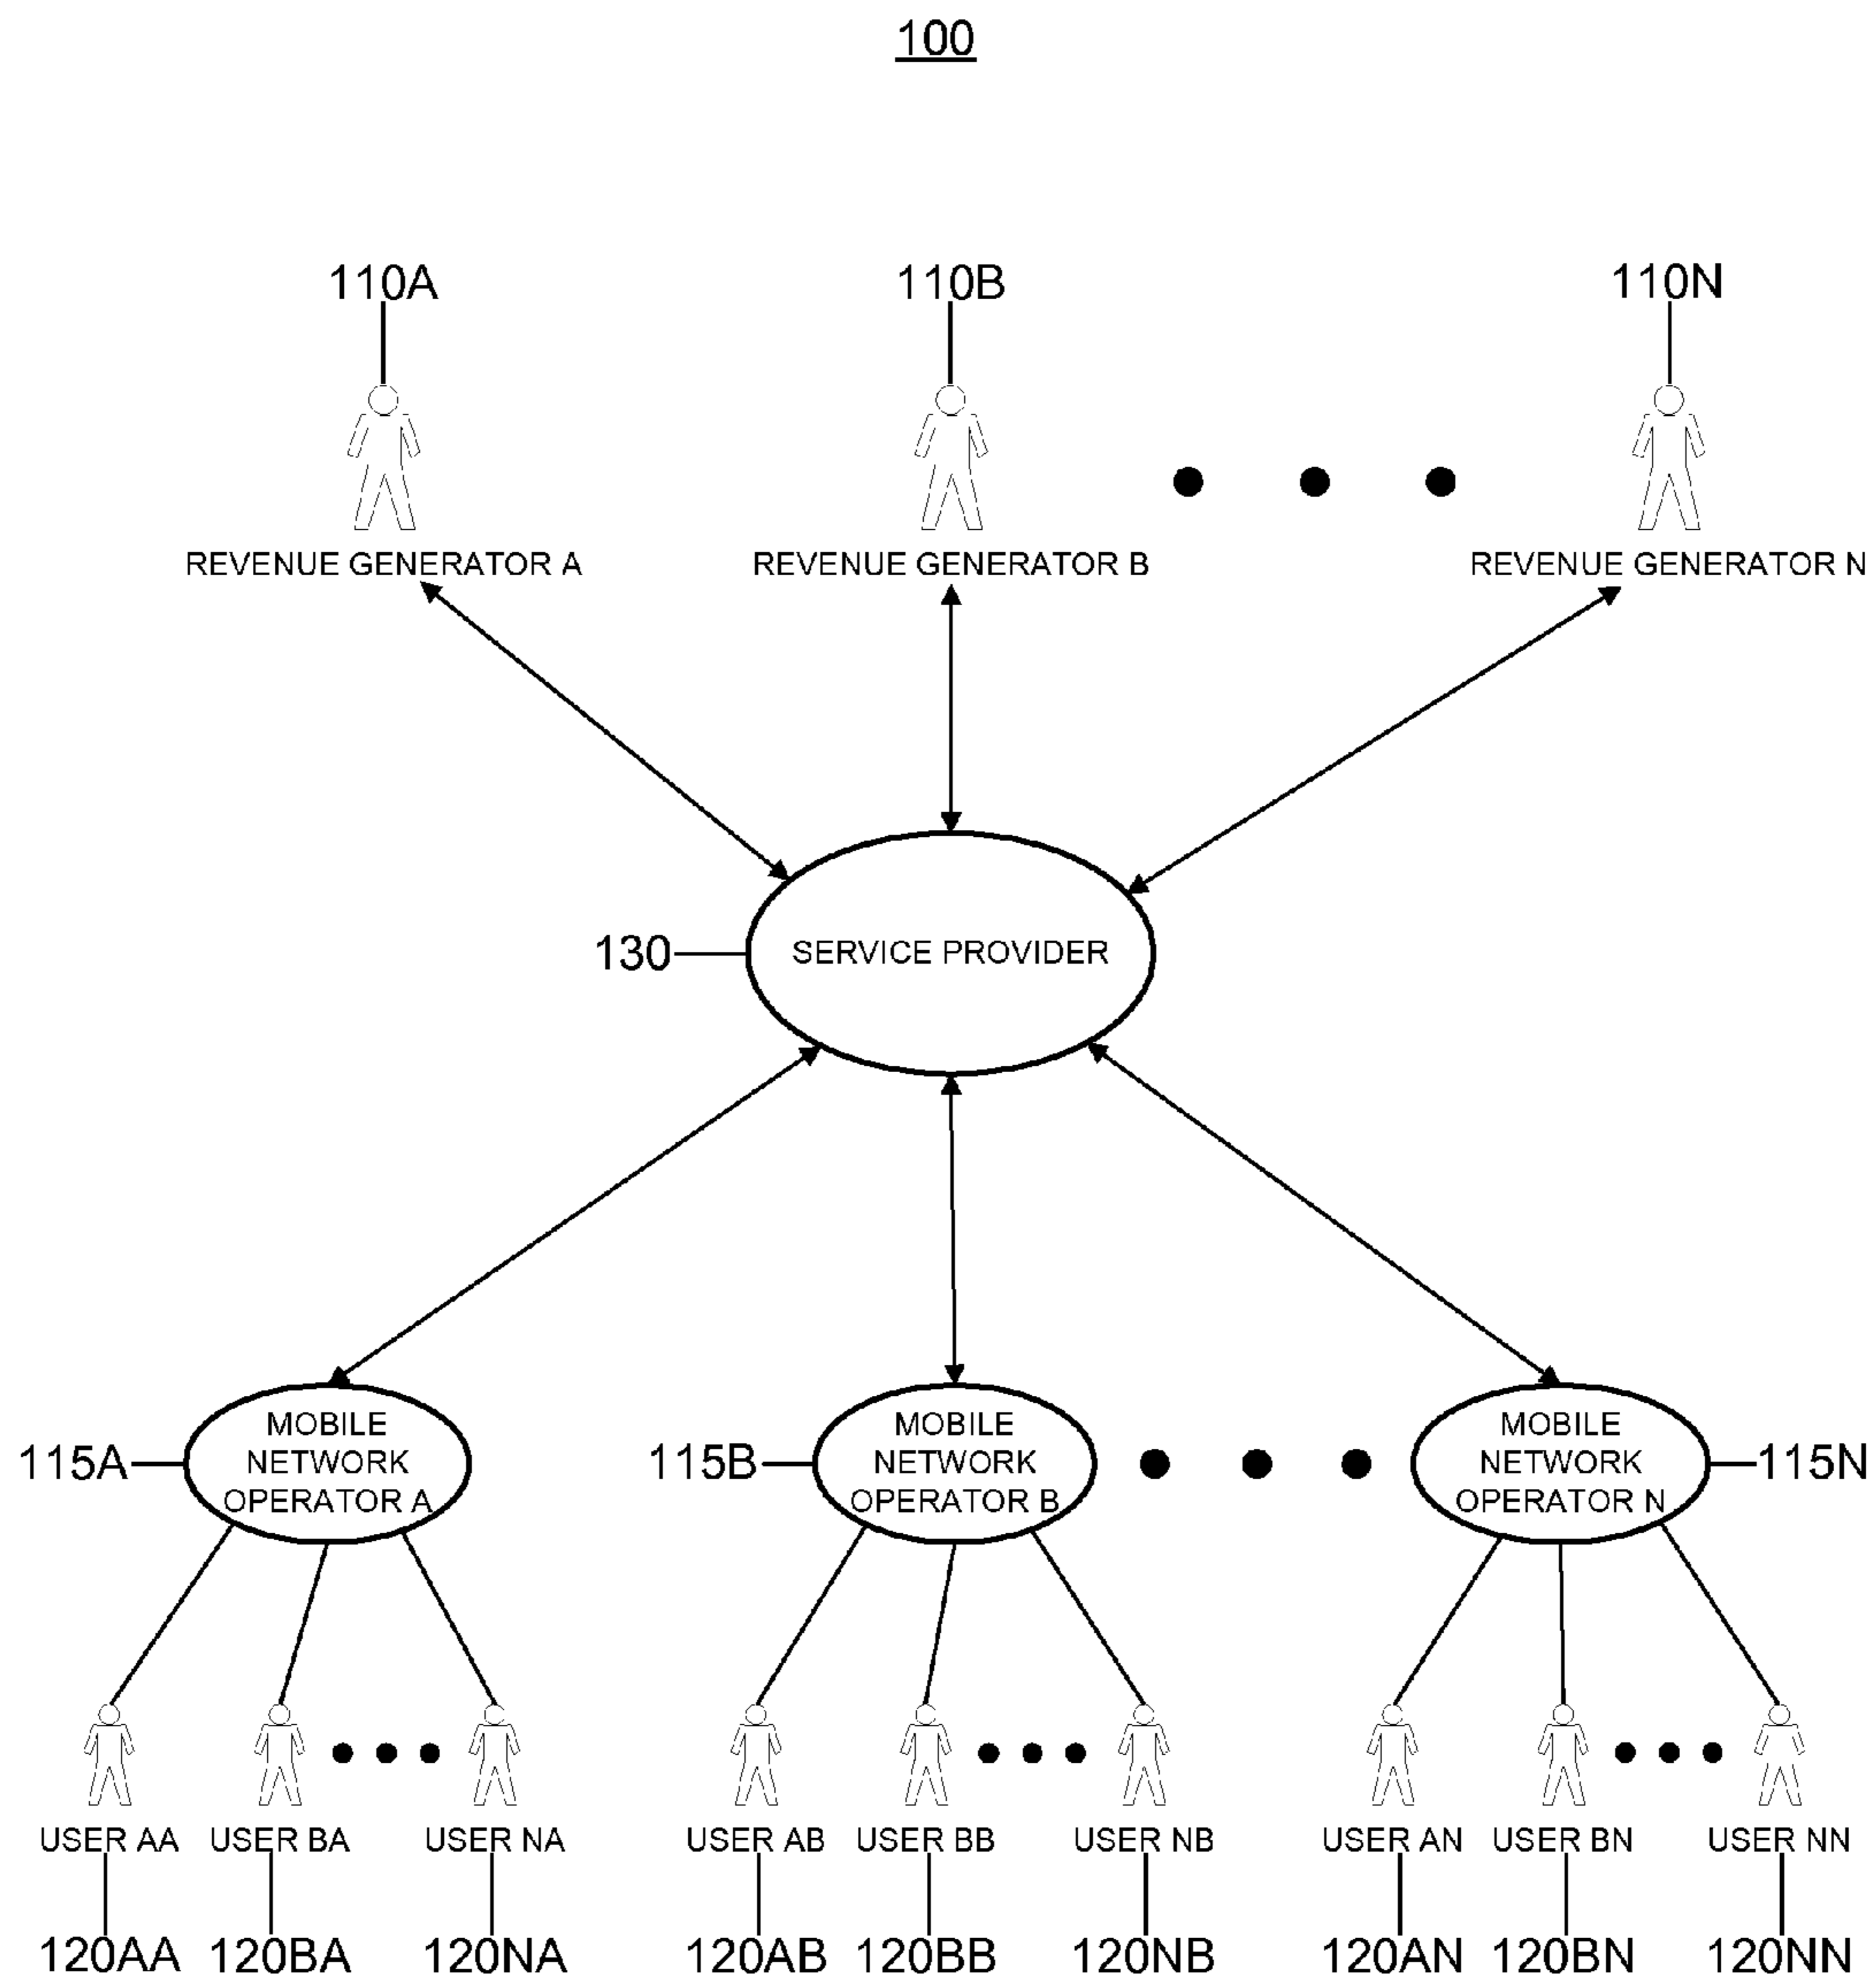 100
110A
110B
110N
REVENUE GENERATOR A
REVENUE GENERATOR B
REVENUE GENERATOR N
130
SERVICE PROVIDER
115A
MOBILE
NETWORK
OPERATOR A
115B
MOBILE
NETWORK
OPERATOR B
MOBILE
NETWORK
OPERATOR N
115N
USER AA
USER BA
USER NA
USER AB
USER BB
USER NB
USER AN
USER BN
USER NN
120AA
120BA
120NA
120AB
120BB
120NB
120AN
120BN
120NN